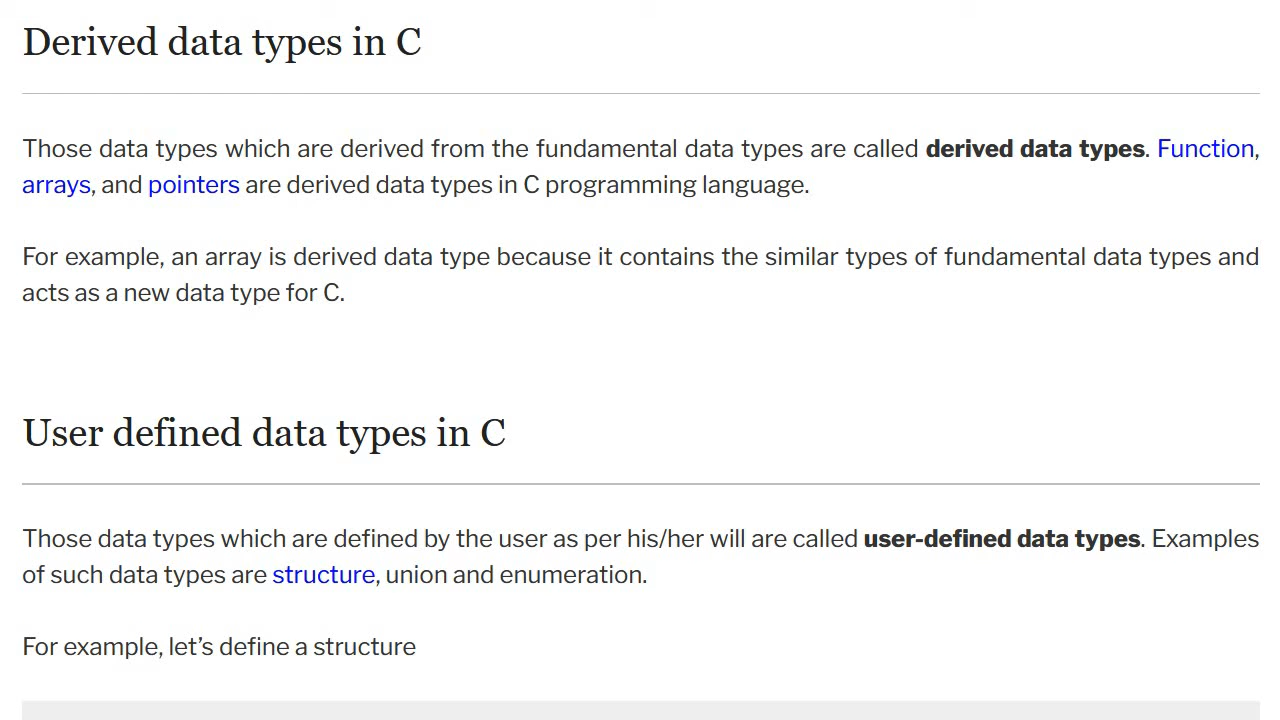 Derived data types in C
Those data types which are derived from the fundamental data types are called derived data types. Function,
arrays, and pointers are derived data types in C programming language.
For example, an array is derived data type because it contains the similar types of fundamental data types and
acts as a new data type for C.
User defined data types in C
Those data types which are defined by the user as per his/her will are called user-defined data types. Examples
of such data types are structure, union and enumeration.
For example, let’s define a structure